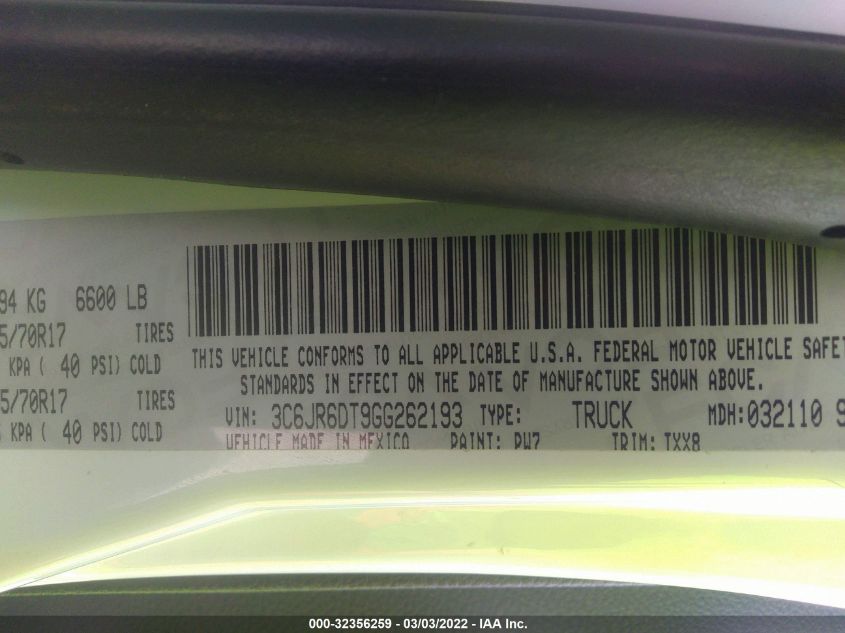 94 KG 6600 LB
5/70R17 TIRES
KPA ( 40 PSI) COLD
5/70R17 TIRES
KPA ( 40 PSI) COLD
THIS VEHICLE CONFORMS TO ALL APPLICABLE U.S.A. FEDERAL MOTOR VEHICLE SAFET
STANDARDS IN EFFECT ON THE DATE OF MANUFACTURE SHOWN ABOVE.
VIN: 3C6JR6DT9GG262193 TYPE: TRUCK MDH: 032110 9
VEHICLE MADE IN MEXICO PAINT: PW7 TRIM: TXX8
000-32356259 - 03/03/2022 - IAA Inc.